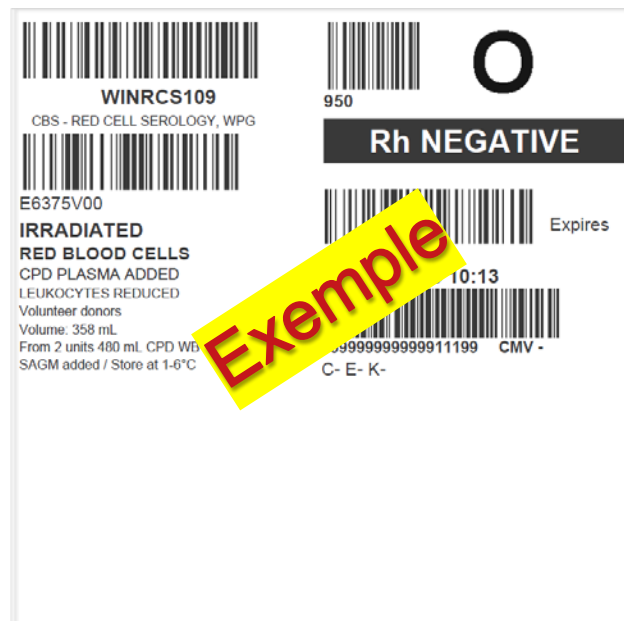 WINRCS109
CBS - RED CELL SEROLOGY, WPG
E6375V00
IRRADIATED
RED BLOOD CELLS
CPD PLASMA ADDED
LEUKOCYTES REDUCED
Volunteer donors
Volume: 358 mL
From 2 units 480 mL CPD WB
SAGM added / Store at 1-6°C
O
950
Rh NEGATIVE
Expires
10:13
99999999999911199 CMV -
C- E- K-
Exemple